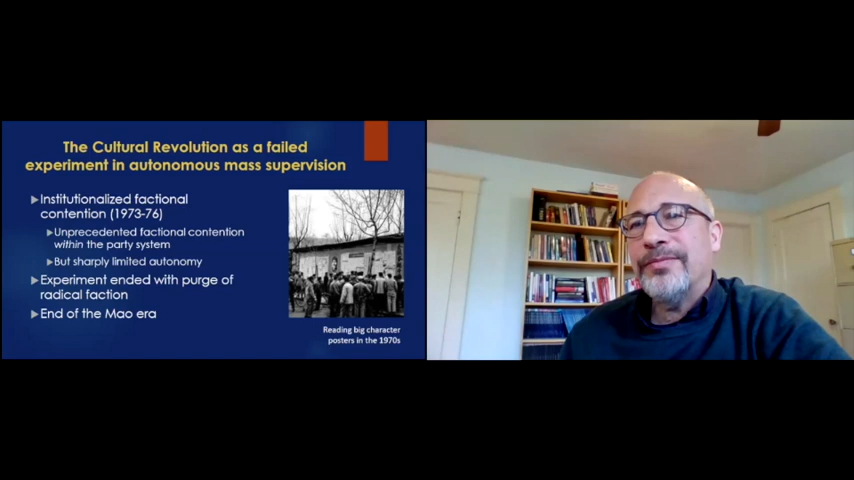 The Cultural Revolution as a failed
experiment in autonomous mass supervision
Institutionalized factional
contention (1973-76)
Unprecedented factional contention
within the party system
But sharply limited autonomy
Experiment ended with purge of
radical faction
End of the Mao era
Reading big character
posters in the 1970s